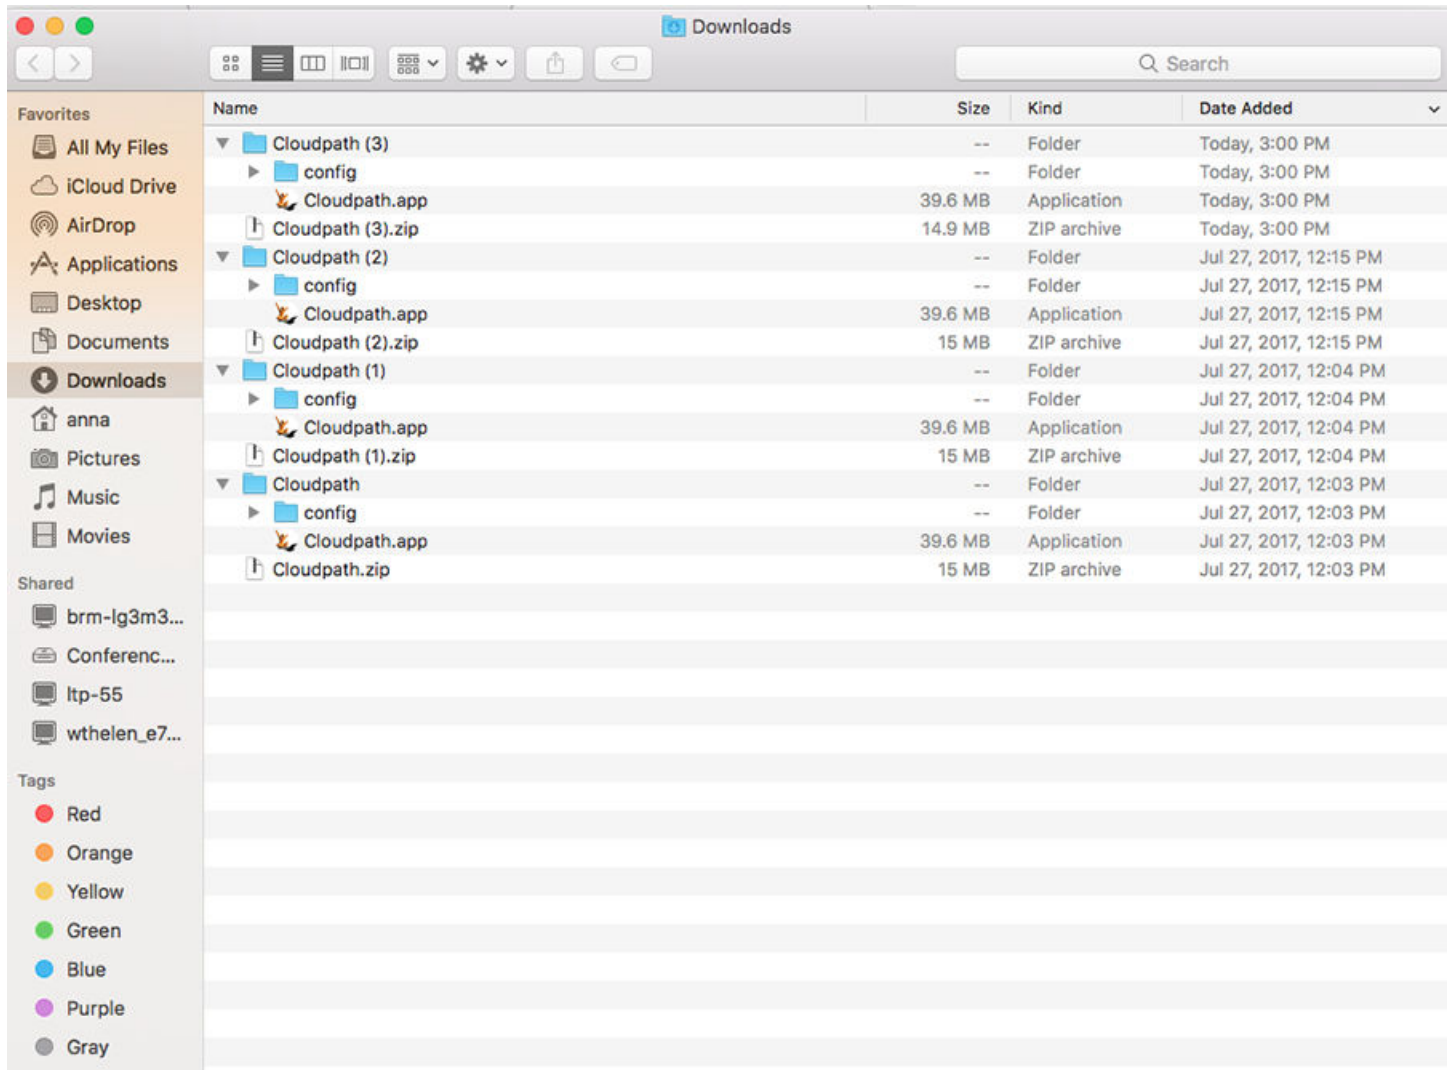 Downloads
Search
Favorites
All My Files
iCloud Drive
AirDrop
Applications
Desktop
Documents
Downloads
anna
Pictures
Music
Movies
Shared
brm-lg3m3...
Conferenc...
ltp-55
wthelen_e7...
Tags
Red
Orange
Yellow
Green
Blue
Purple
Gray
Name Size Kind Date Added
Cloudpath (3) -- Folder Today, 3:00 PM
config -- Folder Today, 3:00 PM
Cloudpath.app 39.6 MB Application Today, 3:00 PM
Cloudpath (3).zip 14.9 MB ZIP archive Today, 3:00 PM
Cloudpath (2) -- Folder Jul 27, 2017, 12:15 PM
config -- Folder Jul 27, 2017, 12:15 PM
Cloudpath.app 39.6 MB Application Jul 27, 2017, 12:15 PM
Cloudpath (2).zip 15 MB ZIP archive Jul 27, 2017, 12:15 PM
Cloudpath (1) -- Folder Jul 27, 2017, 12:04 PM
config -- Folder Jul 27, 2017, 12:04 PM
Cloudpath.app 39.6 MB Application Jul 27, 2017, 12:04 PM
Cloudpath (1).zip 15 MB ZIP archive Jul 27, 2017, 12:04 PM
Cloudpath -- Folder Jul 27, 2017, 12:03 PM
config -- Folder Jul 27, 2017, 12:03 PM
Cloudpath.app 39.6 MB Application Jul 27, 2017, 12:03 PM
Cloudpath.zip 15 MB ZIP archive Jul 27, 2017, 12:03 PM